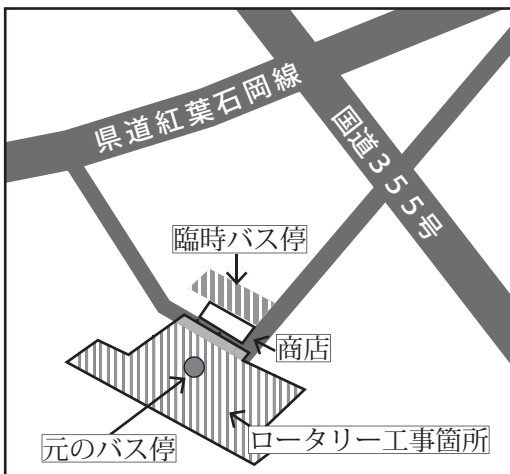 県道紅葉石岡線
国道355号
臨時バス停
商店
元のバス停
ロータリー工事箇所